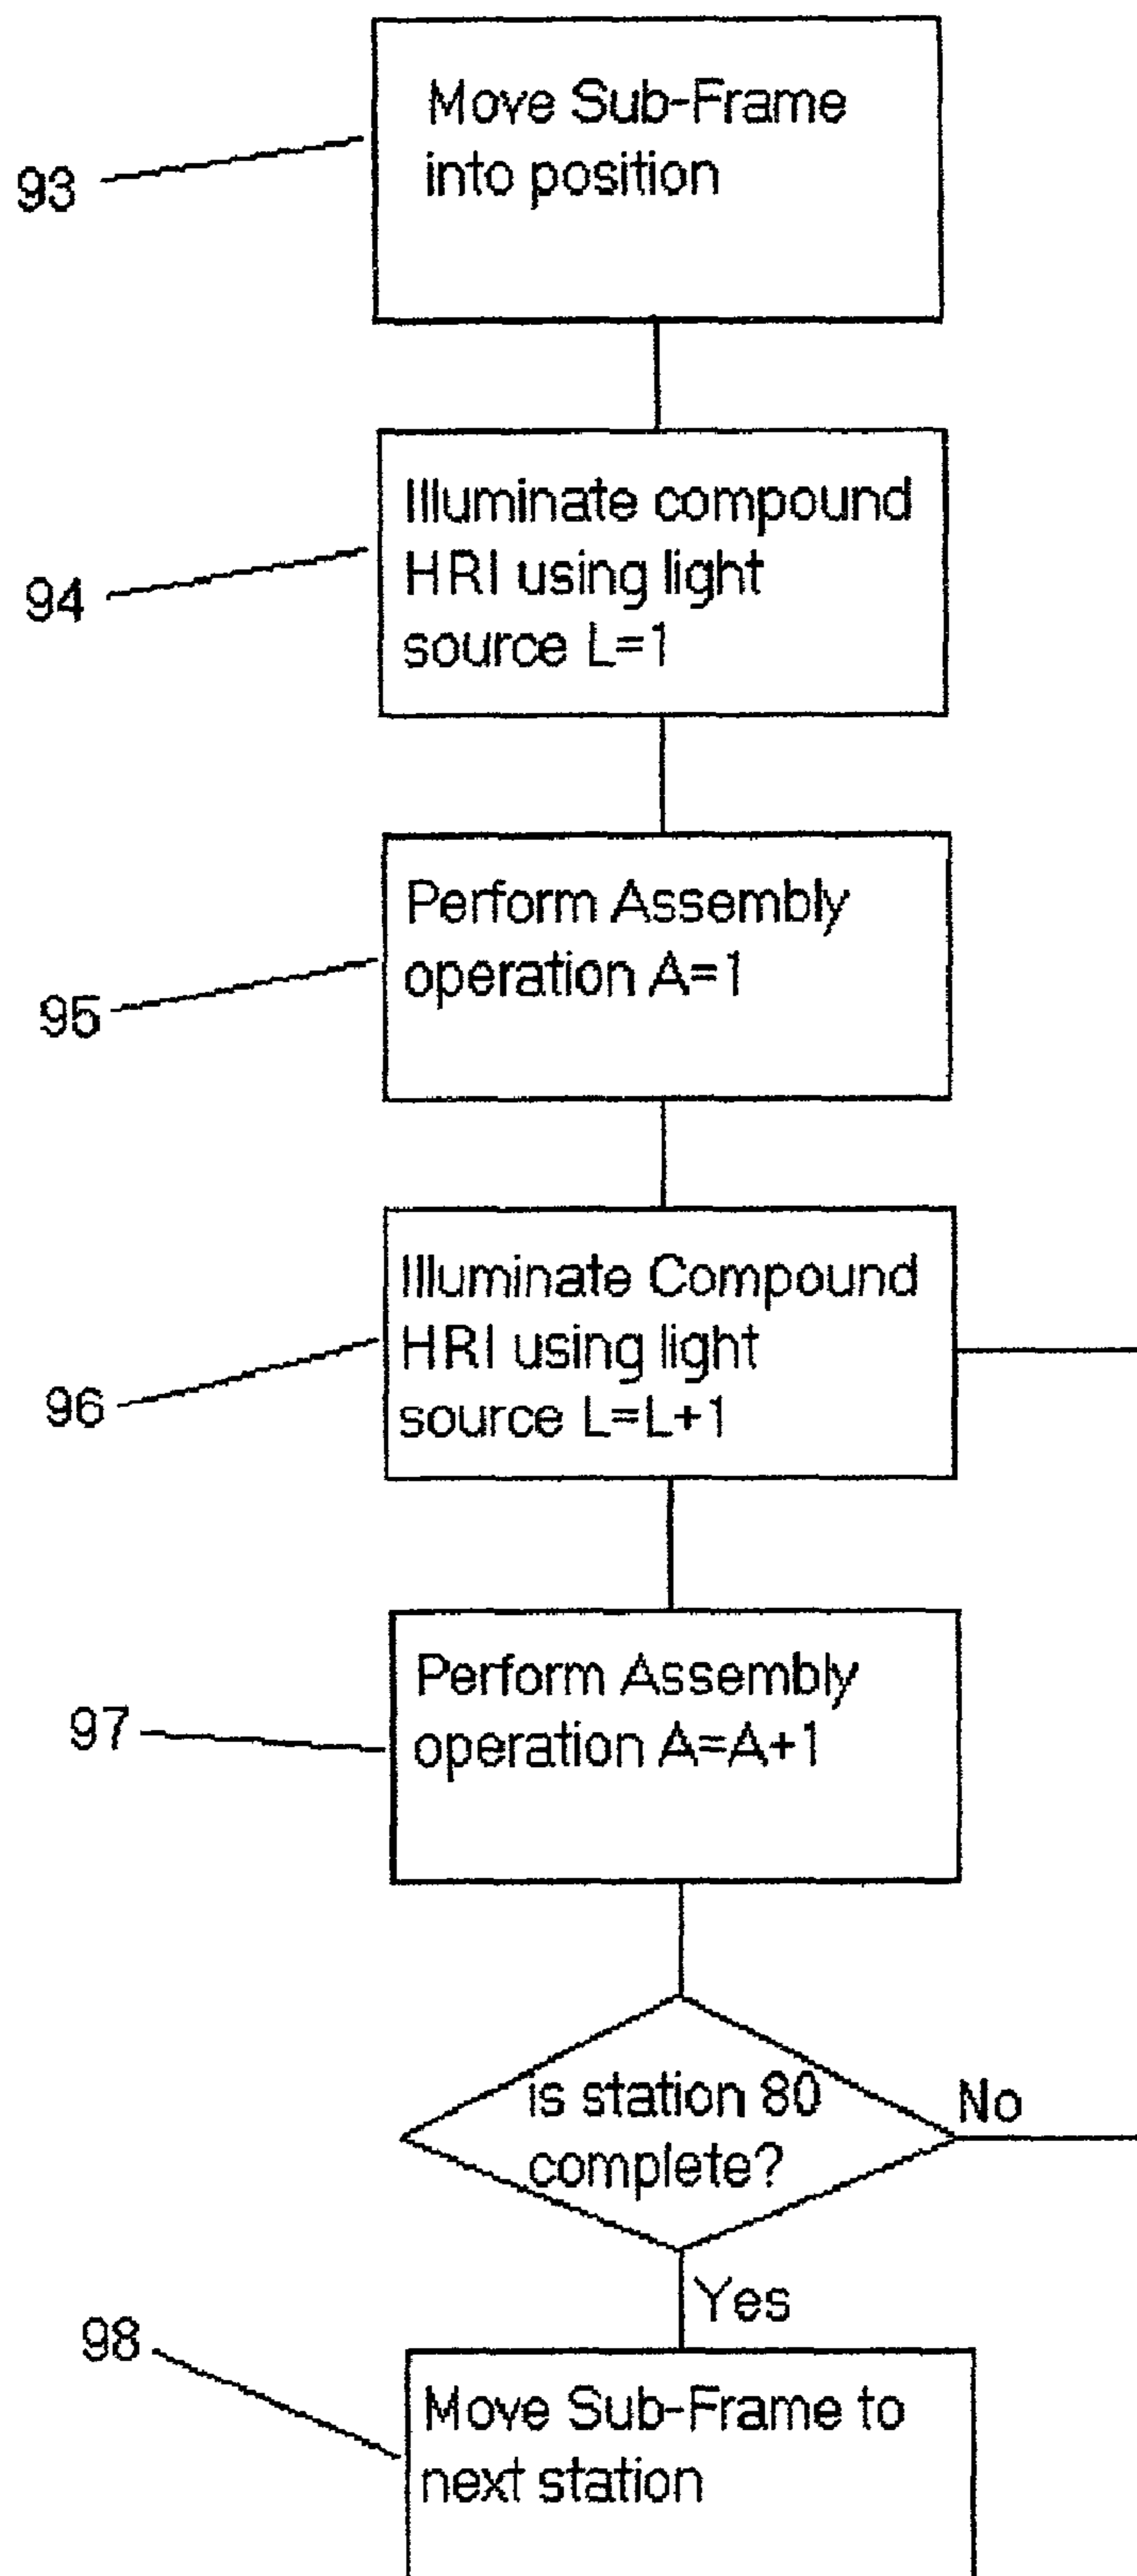 Move Sub-Frame
into position
93
Illuminate compound
HRI using light
source L=1
94
Perform Assembly
operation A=1
95
Illuminate Compound
HRI using light
source L=L+1
96
Perform Assembly
operation A=A+1
97
is station 80
complete?
No
Yes
98
Move Sub-Frame to
next station